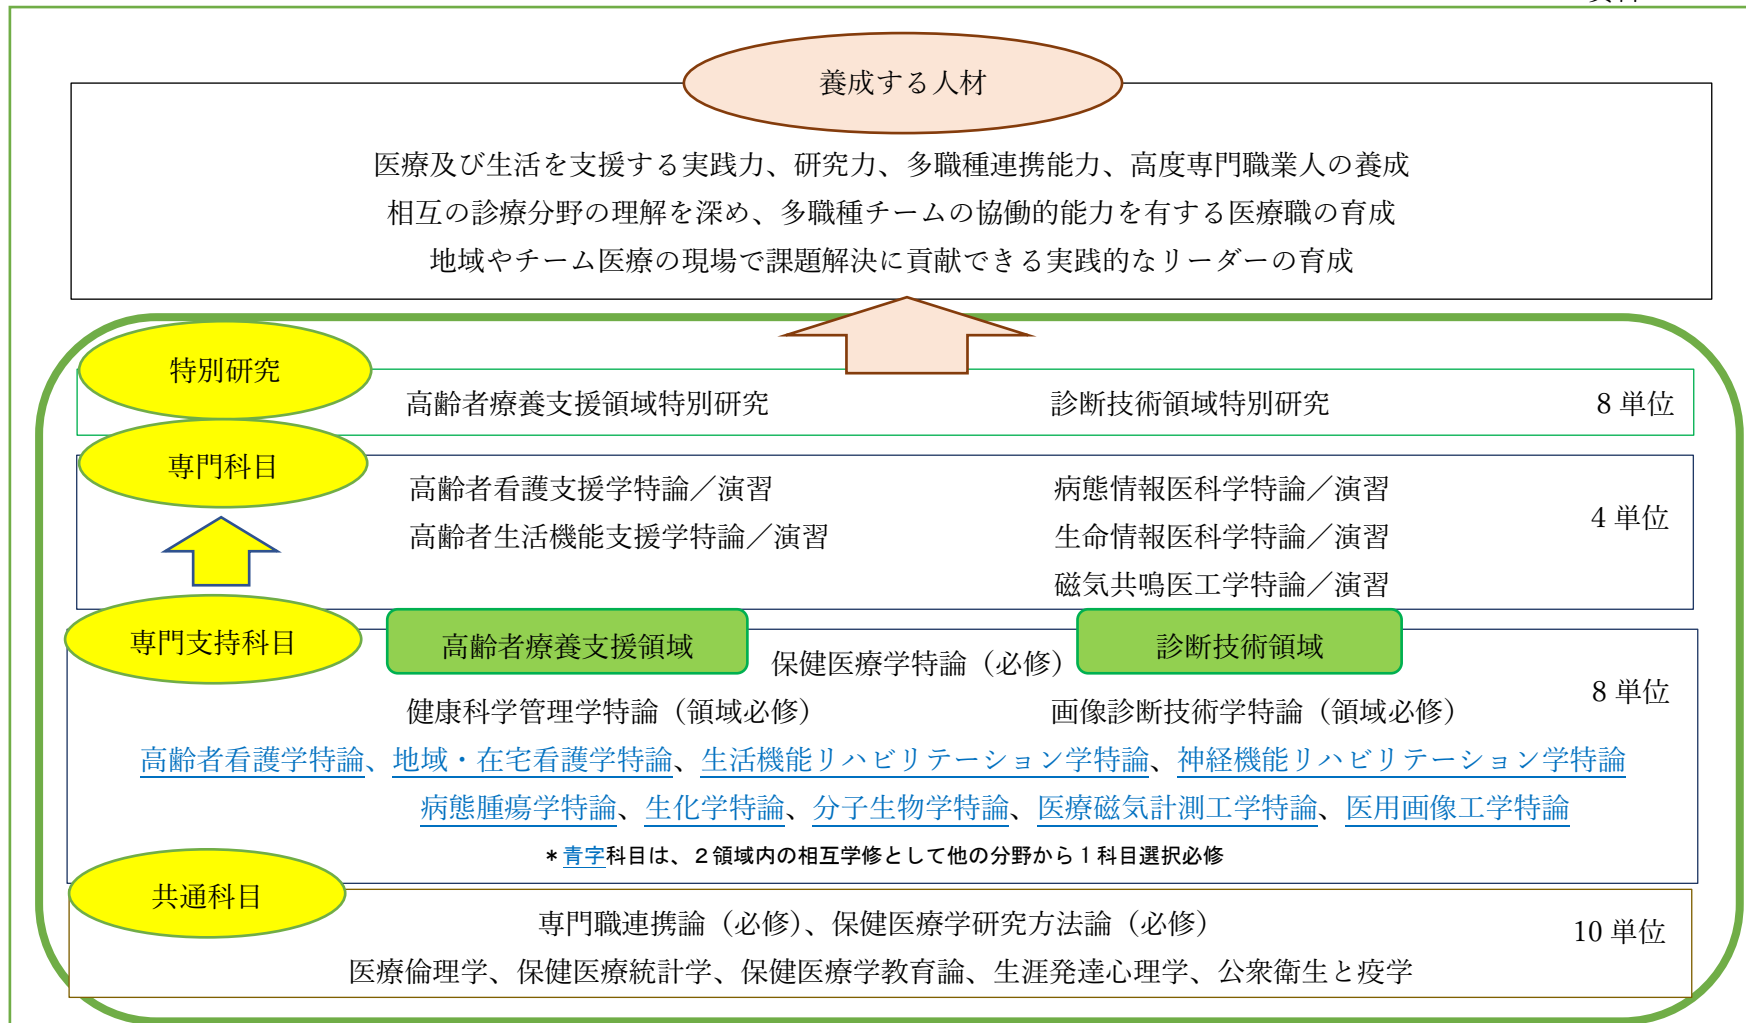 養成する人材
医療及び生活を支援する実践力、研究力、多職種連携能力、高度専門職業人の養成
相互の診療分野の理解を深め、多職種チームの協働的能力を有する医療職の育成
地域やチーム医療の現場で課題解決に貢献できる実践的なリーダーの育成
特別研究
高齢者療養支援領域特別研究 診断技術領域特別研究 8 単位
専門科目
高齢者看護支援学特論／演習 病態情報医科学特論／演習
高齢者生活機能支援学特論／演習 生命情報医科学特論／演習 4 単位
磁気共鳴医工学特論／演習
専門支持科目 高齢者療養支援領域 診断技術領域
保健医療学特論（必修）
健康科学管理学特論（領域必修） 画像診断技術学特論（領域必修） 8 単位
高齢者看護学特論、地域・在宅看護学特論、生活機能リハビリテーション学特論、神経機能リハビリテーション学特論
病態腫瘍学特論、生化学特論、分子生物学特論、医療磁気計測工学特論、医用画像工学特論
＊青字科目は、２領域内の相互学修として他の分野から１科目選択必修
共通科目
専門職連携論（必修）、保健医療学研究方法論（必修） 10 単位
医療倫理学、保健医療統計学、保健医療学教育論、生涯発達心理学、公衆衛生と疫学